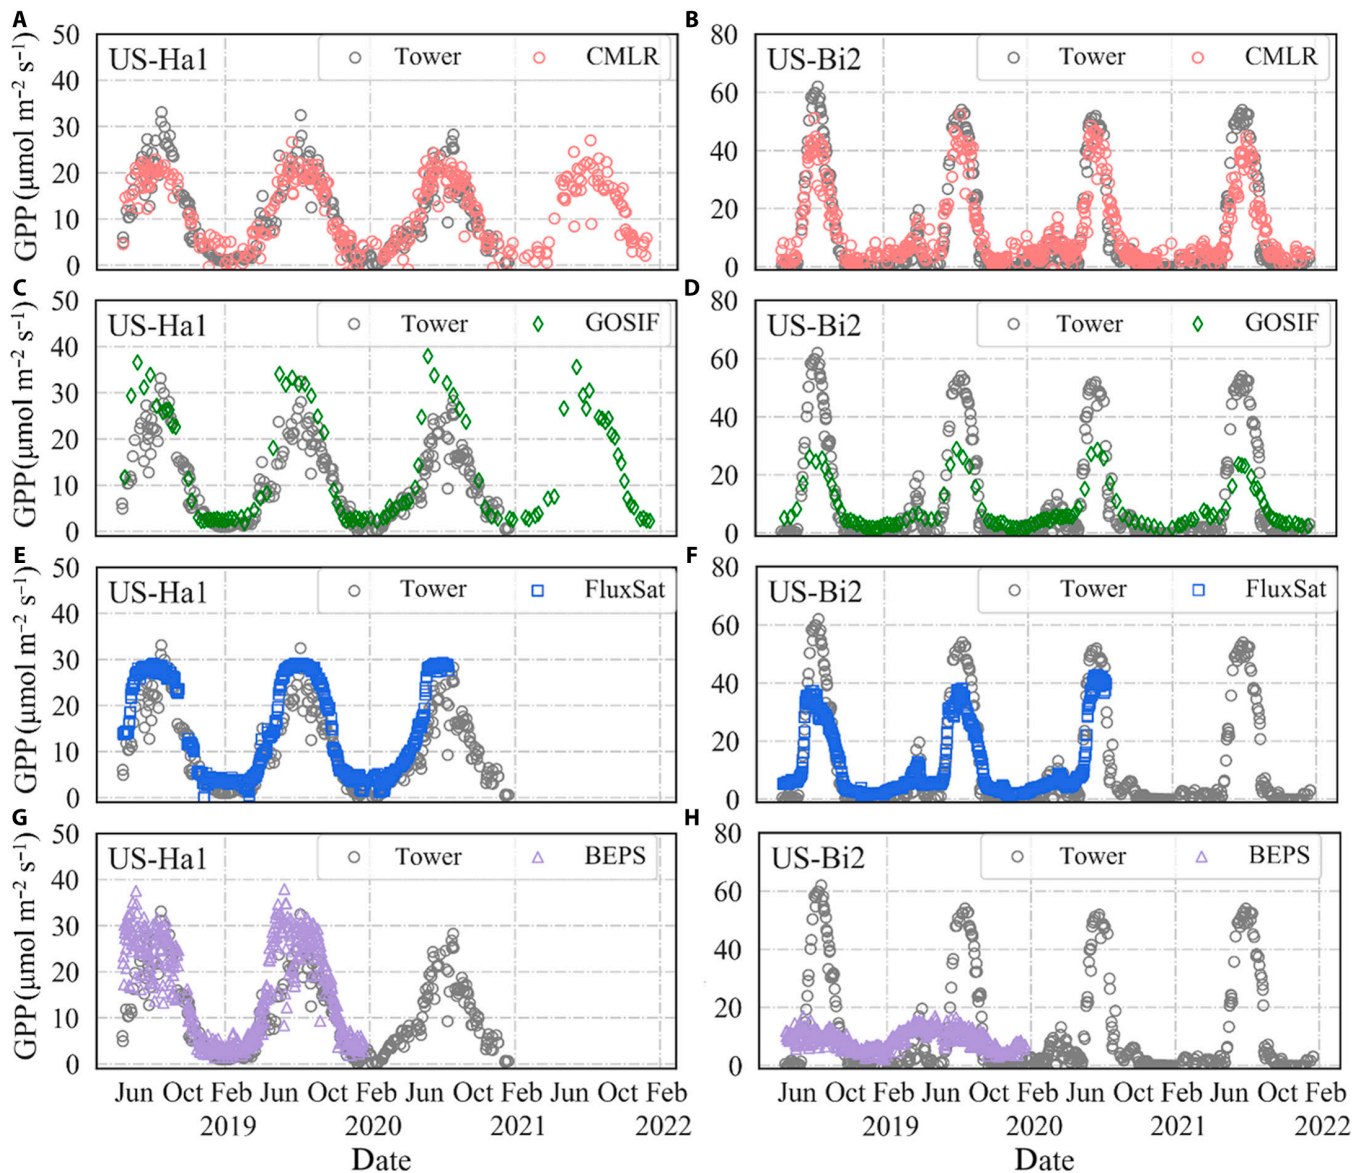 A
B
50
40
30
20
10
0
GPP (μmol m⁻² s⁻¹)
US-Ha1
Tower
CMLR
80
60
40
20
0
US-Bi2
Tower
CMLR
C
D
50
40
30
20
10
0
GPP (μmol m⁻² s⁻¹)
US-Ha1
Tower
GOSIF
80
60
40
20
0
US-Bi2
Tower
GOSIF
E
F
50
40
30
20
10
0
GPP (μmol m⁻² s⁻¹)
US-Ha1
Tower
FluxSat
80
60
40
20
0
US-Bi2
Tower
FluxSat
G
H
50
40
30
20
10
0
GPP (μmol m⁻² s⁻¹)
US-Ha1
Tower
BEPS
80
60
40
20
0
US-Bi2
Tower
BEPS
Jun Oct Feb Jun Oct Feb Jun Oct Feb Jun Oct Feb
2019 2020 2021 2022
Date
Jun Oct Feb Jun Oct Feb Jun Oct Feb Jun Oct Feb
2019 2020 2021 2022
Date